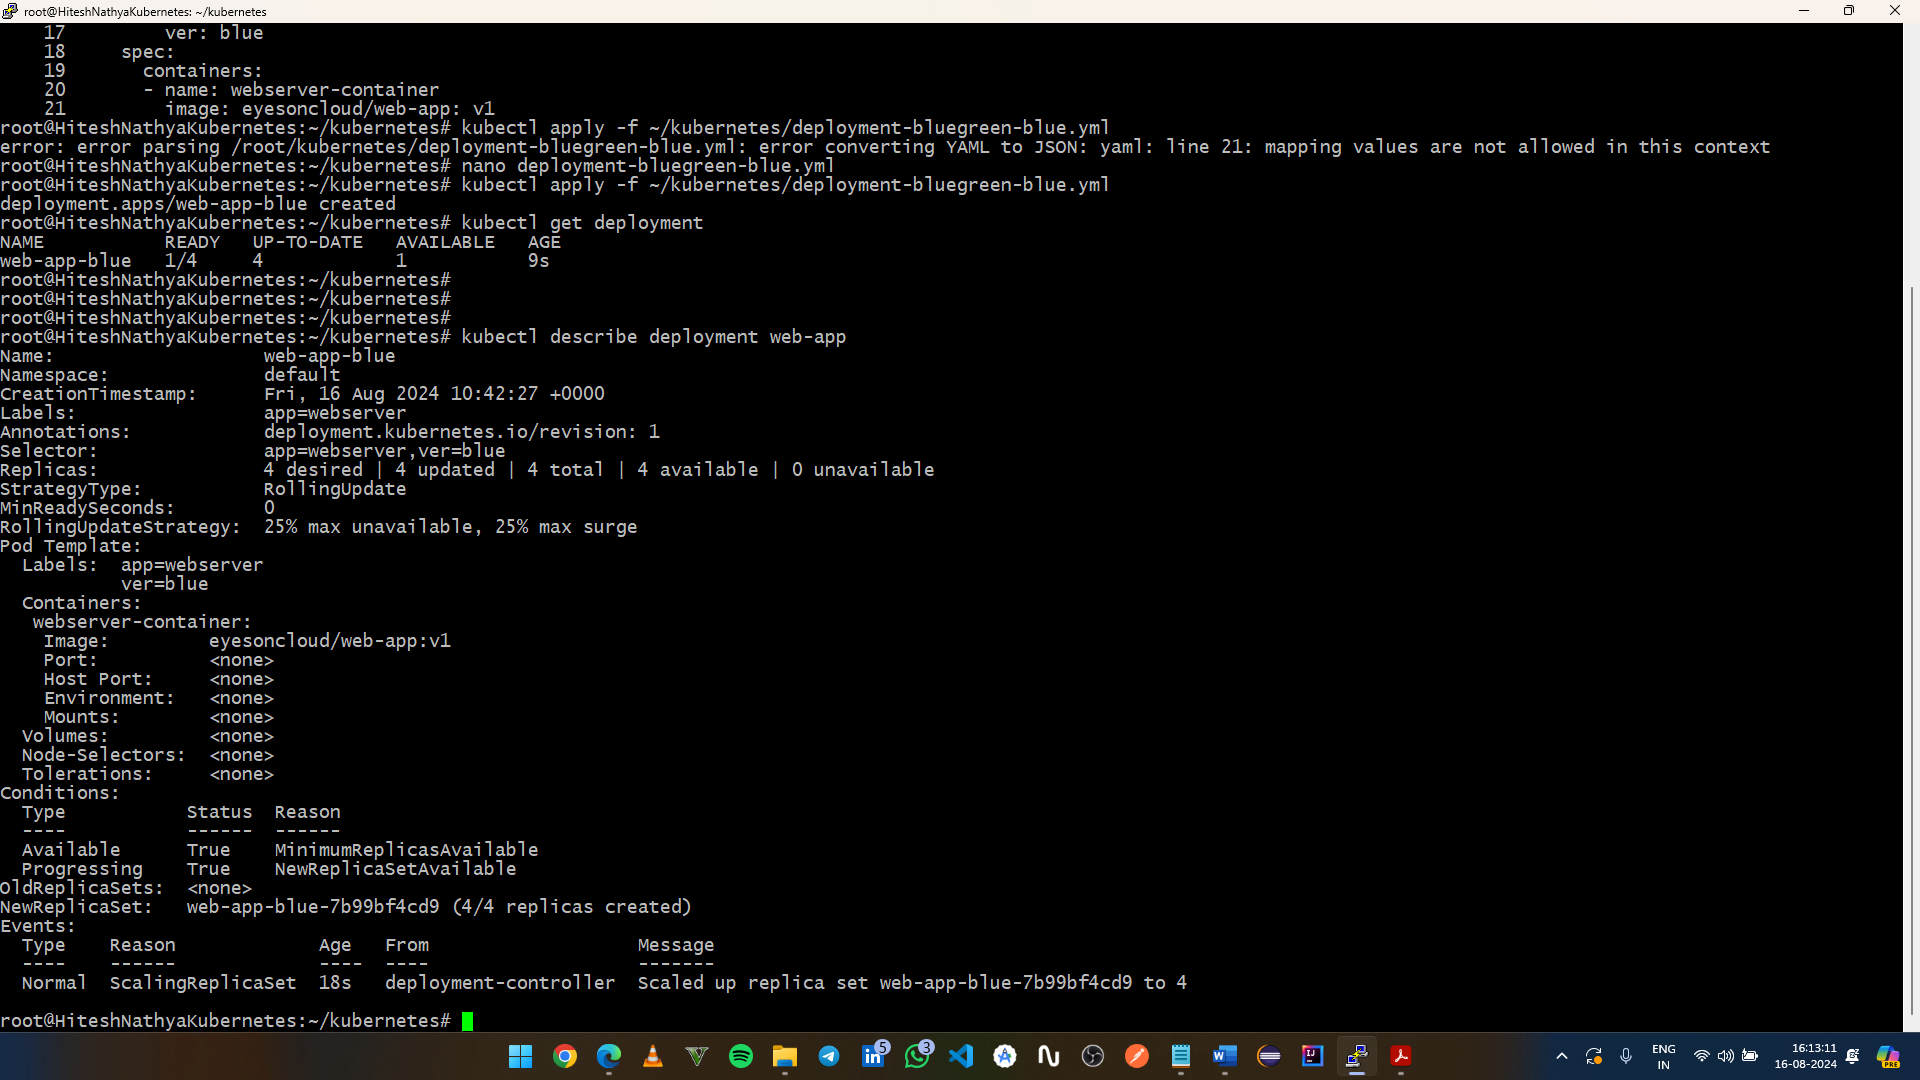 root@HiteshNathyaKubernetes: ~/kubernetes
    17         ver: blue
    18     spec:
    19       containers:
    20       - name: webserver-container
    21         image: eyesoncloud/web-app: v1
root@HiteshNathyaKubernetes:~/kubernetes# kubectl apply -f ~/kubernetes/deployment-bluegreen-blue.yml
error: error parsing /root/kubernetes/deployment-bluegreen-blue.yml: error converting YAML to JSON: yaml: line 21: mapping values are not allowed in this context
root@HiteshNathyaKubernetes:~/kubernetes# nano deployment-bluegreen-blue.yml
root@HiteshNathyaKubernetes:~/kubernetes# kubectl apply -f ~/kubernetes/deployment-bluegreen-blue.yml
deployment.apps/web-app-blue created
root@HiteshNathyaKubernetes:~/kubernetes# kubectl get deployment
NAME           READY   UP-TO-DATE   AVAILABLE   AGE
web-app-blue   1/4     4            1           9s
root@HiteshNathyaKubernetes:~/kubernetes#
root@HiteshNathyaKubernetes:~/kubernetes#
root@HiteshNathyaKubernetes:~/kubernetes#
root@HiteshNathyaKubernetes:~/kubernetes# kubectl describe deployment web-app
Name:                   web-app-blue
Namespace:              default
CreationTimestamp:      Fri, 16 Aug 2024 10:42:27 +0000
Labels:                 app=webserver
Annotations:            deployment.kubernetes.io/revision: 1
Selector:               app=webserver,ver=blue
Replicas:               4 desired | 4 updated | 4 total | 4 available | 0 unavailable
StrategyType:           RollingUpdate
MinReadySeconds:        0
RollingUpdateStrategy:  25% max unavailable, 25% max surge
Pod Template:
  Labels:  app=webserver
           ver=blue
  Containers:
   webserver-container:
    Image:         eyesoncloud/web-app:v1
    Port:          <none>
    Host Port:     <none>
    Environment:   <none>
    Mounts:        <none>
  Volumes:         <none>
  Node-Selectors:  <none>
  Tolerations:     <none>
Conditions:
  Type           Status  Reason
  ----           ------  ------
  Available      True    MinimumReplicasAvailable
  Progressing    True    NewReplicaSetAvailable
OldReplicaSets:  <none>
NewReplicaSet:   web-app-blue-7b99bf4cd9 (4/4 replicas created)
Events:
  Type    Reason             Age   From                   Message
  ----    ------             ----  ----                   -------
  Normal  ScalingReplicaSet  18s   deployment-controller  Scaled up replica set web-app-blue-7b99bf4cd9 to 4
root@HiteshNathyaKubernetes:~/kubernetes#
5
3
ENG
IN
16:13:11
16-08-2024
PRE